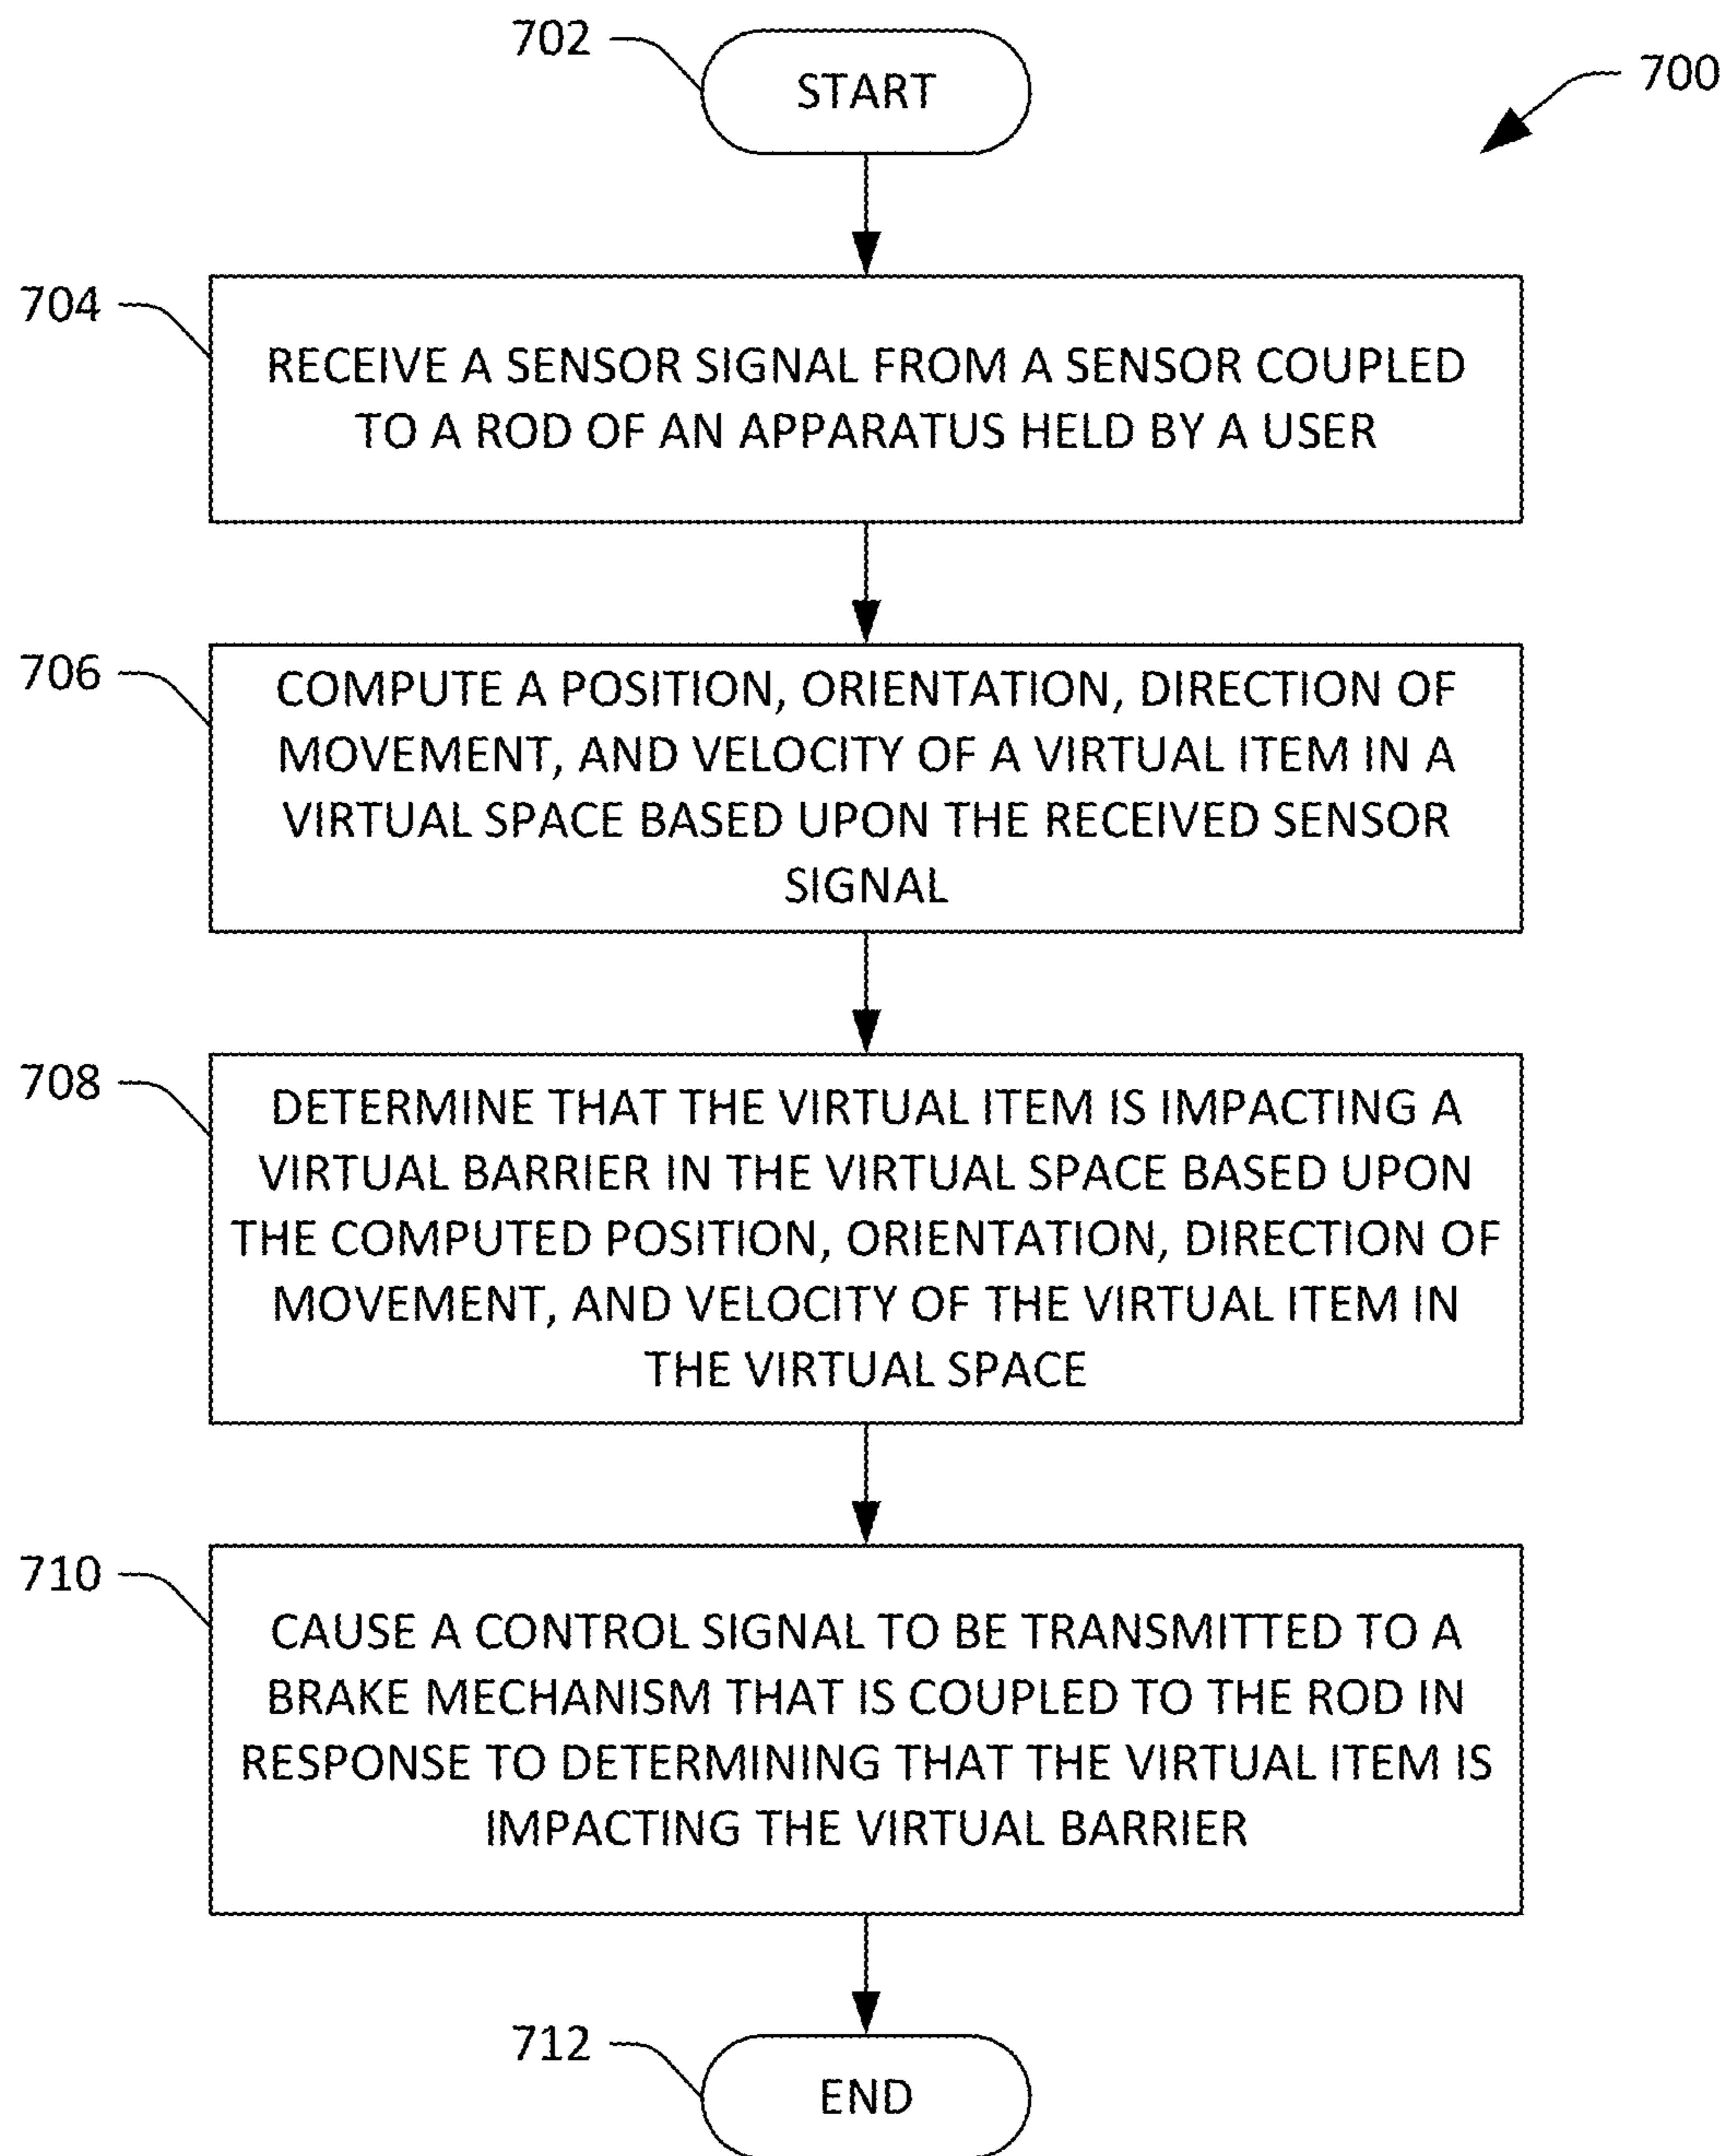 702
START
700
704
RECEIVE A SENSOR SIGNAL FROM A SENSOR COUPLED
TO A ROD OF AN APPARATUS HELD BY A USER
706
COMPUTE A POSITION, ORIENTATION, DIRECTION OF
MOVEMENT, AND VELOCITY OF A VIRTUAL ITEM IN A
VIRTUAL SPACE BASED UPON THE RECEIVED SENSOR
SIGNAL
708
DETERMINE THAT THE VIRTUAL ITEM IS IMPACTING A
VIRTUAL BARRIER IN THE VIRTUAL SPACE BASED UPON
THE COMPUTED POSITION, ORIENTATION, DIRECTION OF
MOVEMENT, AND VELOCITY OF THE VIRTUAL ITEM IN
THE VIRTUAL SPACE
710
CAUSE A CONTROL SIGNAL TO BE TRANSMITTED TO A
BRAKE MECHANISM THAT IS COUPLED TO THE ROD IN
RESPONSE TO DETERMINING THAT THE VIRTUAL ITEM IS
IMPACTING THE VIRTUAL BARRIER
712
END